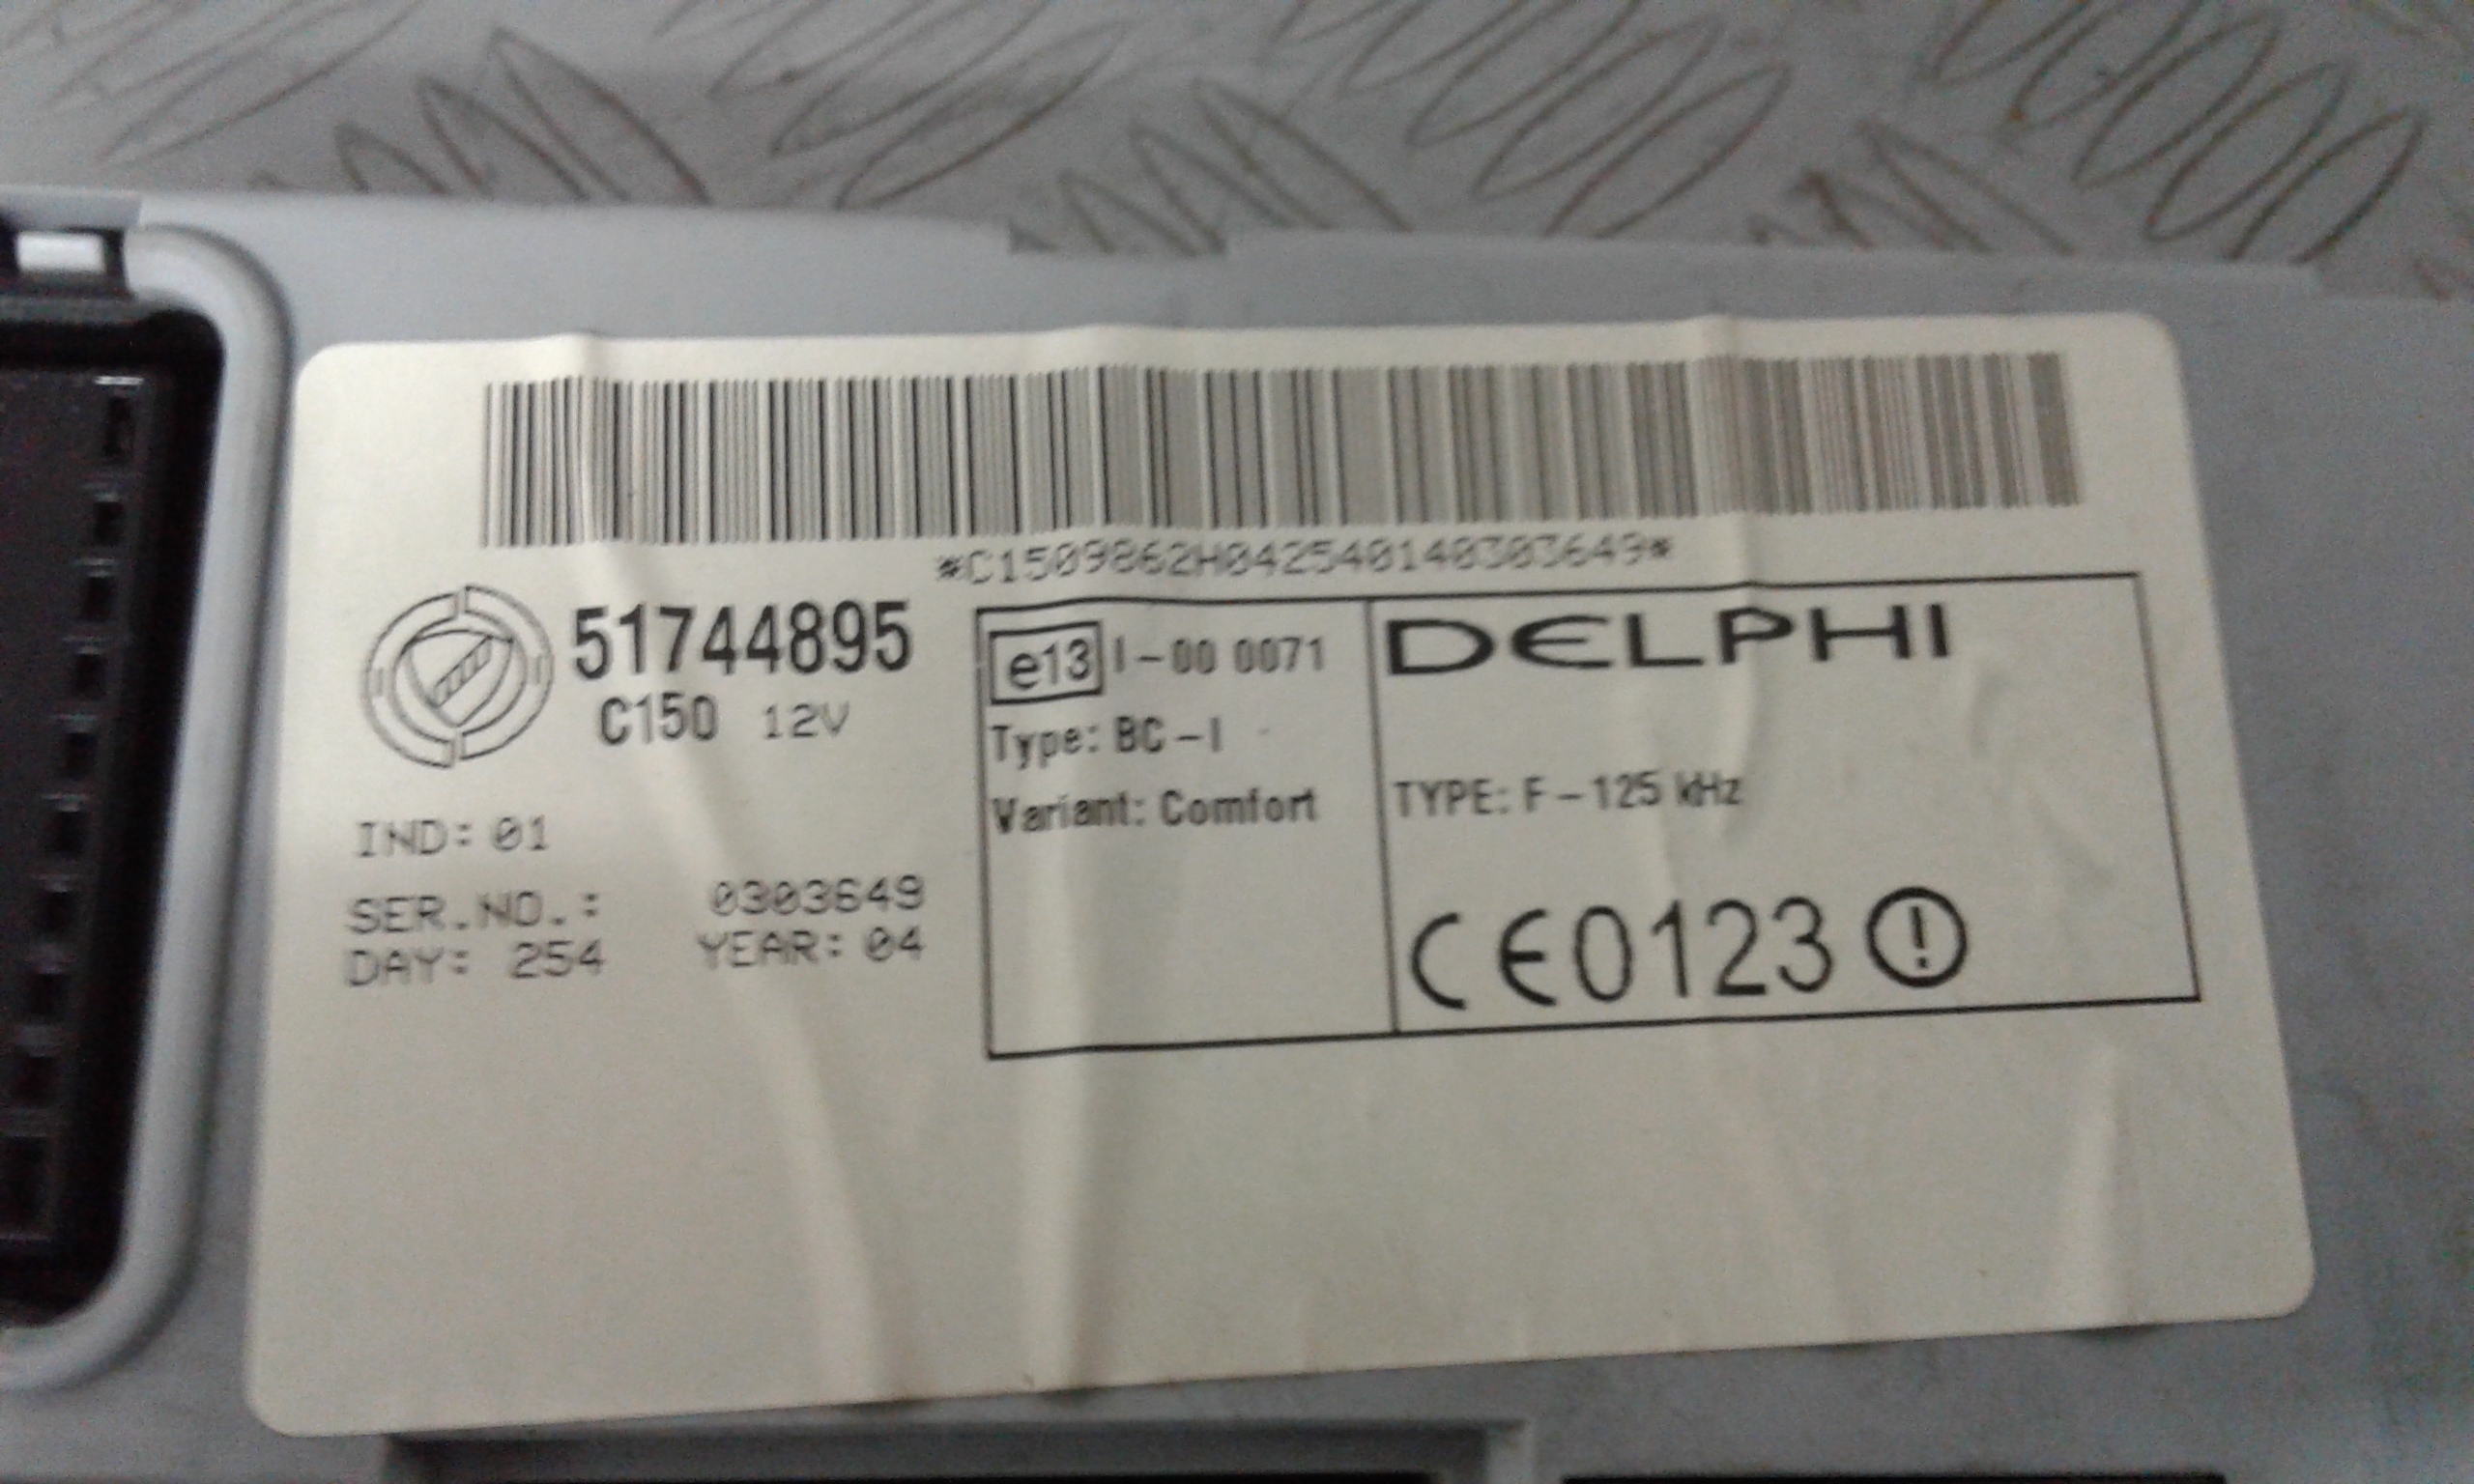 *C1509862H042540140303649*
51744895
C150 12V
IND: 01
SER.NO.: 0303649
DAY: 254 YEAR: 04
e13 I-00 0071
Type: BC-I
Variant: Comfort
DELPHI
TYPE: F-125 kHz
CE0123 !